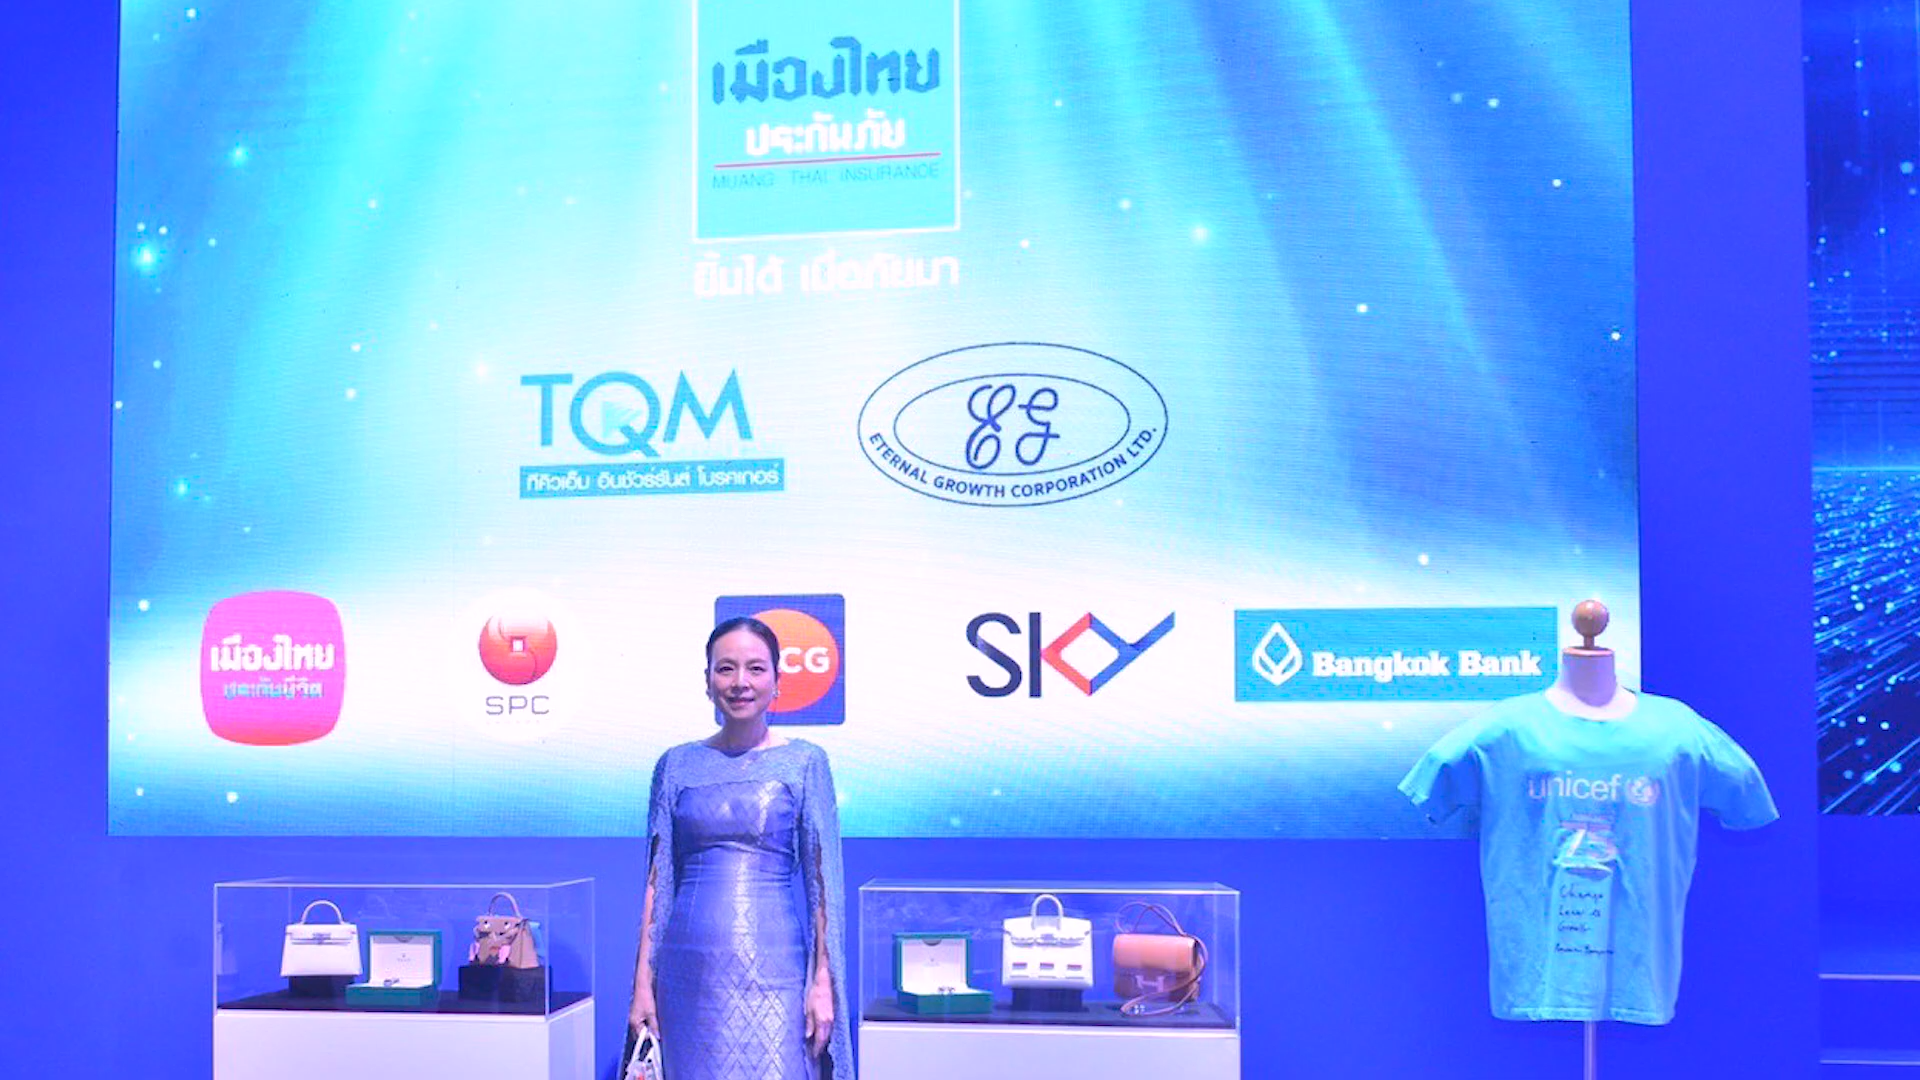 เมืองไทย
ประกันภัย
MUANG THAI INSURANCE
ยิ้มได้ เมื่อภัยมา
TQM
ทีคิวเอ็ม อินชัวร์รันส์ โบรคเกอร์
EG
ETERNAL GROWTH CORPORATION LTD.
เมืองไทย
ประกันชีวิต
SPC
CG
SKY
Bangkok Bank
unicef
75
Change